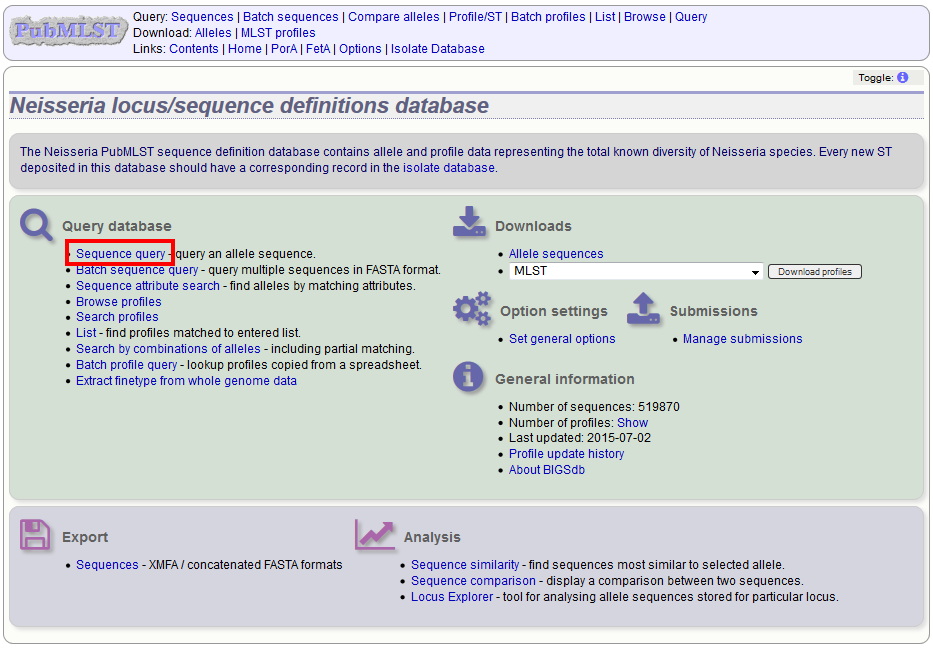 PubMLST
Query: Sequences | Batch sequences | Compare alleles | Profile/ST | Batch profiles | List | Browse | Query
Download: Alleles | MLST profiles
Links: Contents | Home | PorA | FetA | Options | Isolate Database
Toggle: i
Neisseria locus/sequence definitions database
The Neisseria PubMLST sequence definition database contains allele and profile data representing the total known diversity of Neisseria species. Every new ST
deposited in this database should have a corresponding record in the isolate database.
Query database
• Sequence query - query an allele sequence.
• Batch sequence query - query multiple sequences in FASTA format.
• Sequence attribute search - find alleles by matching attributes.
• Browse profiles
• Search profiles
• List - find profiles matched to entered list.
• Search by combinations of alleles - including partial matching.
• Batch profile query - lookup profiles copied from a spreadsheet.
• Extract finetype from whole genome data
Downloads
• Allele sequences
• MLST Download profiles
Option settings
• Set general options
Submissions
• Manage submissions
General information
• Number of sequences: 519870
• Number of profiles: Show
• Last updated: 2015-07-02
• Profile update history
• About BIGSdb
Export
• Sequences - XMFA / concatenated FASTA formats
Analysis
• Sequence similarity - find sequences most similar to selected allele.
• Sequence comparison - display a comparison between two sequences.
• Locus Explorer - tool for analysing allele sequences stored for particular locus.